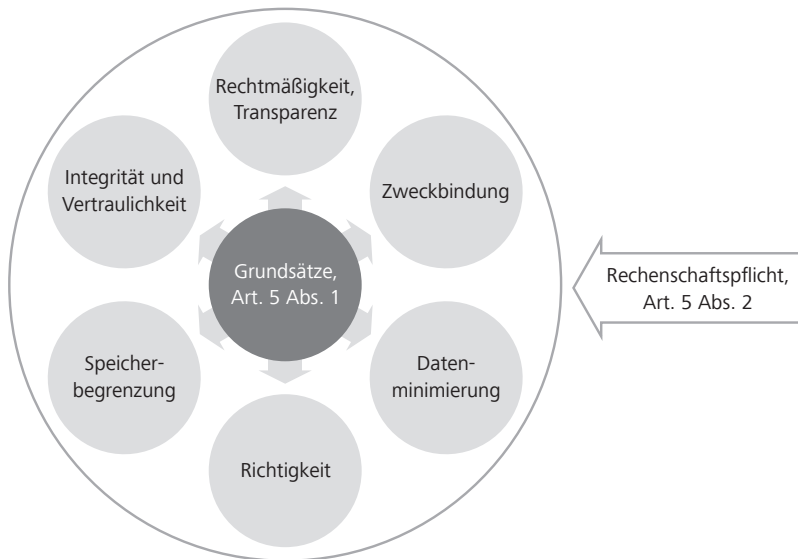 Rechtmäßigkeit,
Transparenz
Integrität und
Vertraulichkeit
Zweckbindung
Grundsätze,
Art. 5 Abs. 1
Rechenschaftspflicht,
Art. 5 Abs. 2
Speicher-
begrenzung
Daten-
minimierung
Richtigkeit